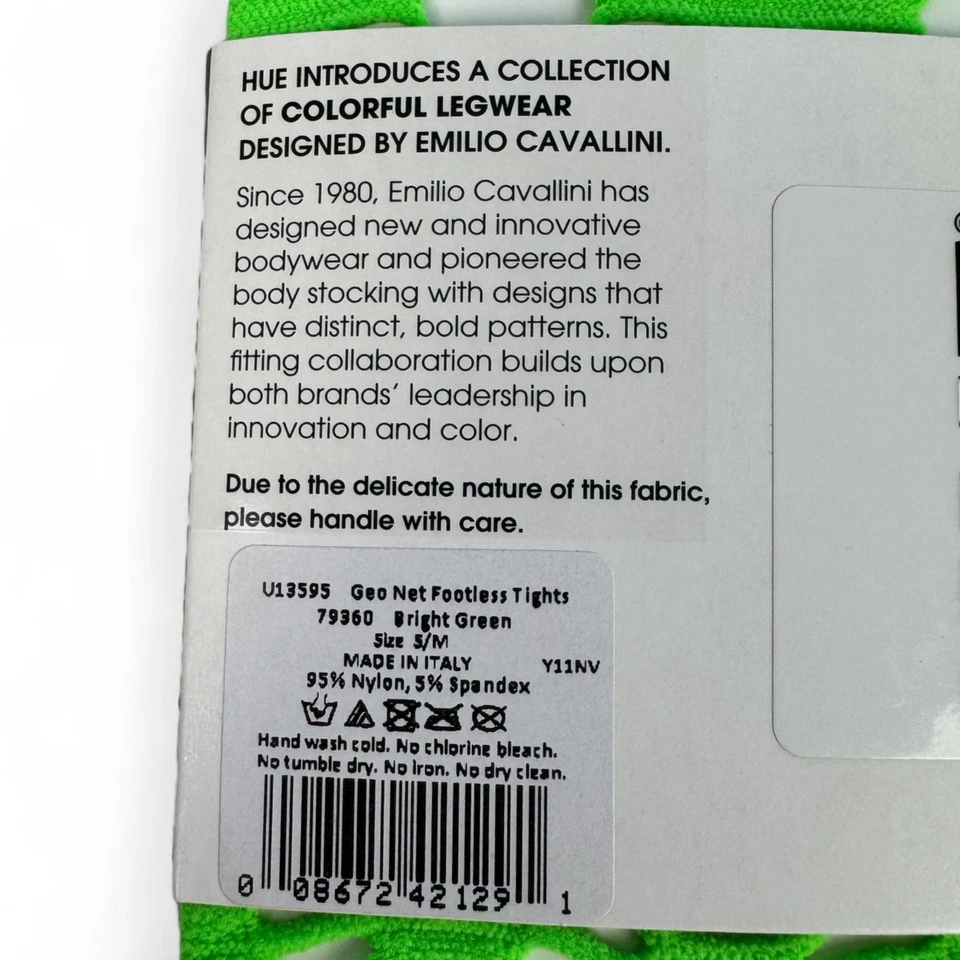 HUE INTRODUCES A COLLECTION
OF COLORFUL LEGWEAR
DESIGNED BY EMILIO CAVALLINI.
Since 1980, Emilio Cavallini has
designed new and innovative
bodywear and pioneered the
body stocking with designs that
have distinct, bold patterns. This
fitting collaboration builds upon
both brands’ leadership in
innovation and color.
Due to the delicate nature of this fabric,
please handle with care.
U13595 Geo Net Footless Tights
79360 Bright Green
Size S/M
MADE IN ITALY Y11NV
95% Nylon, 5% Spandex
Hand wash cold. No chlorine bleach.
No tumble dry. No iron. No dry clean.
0 08672 42129 1